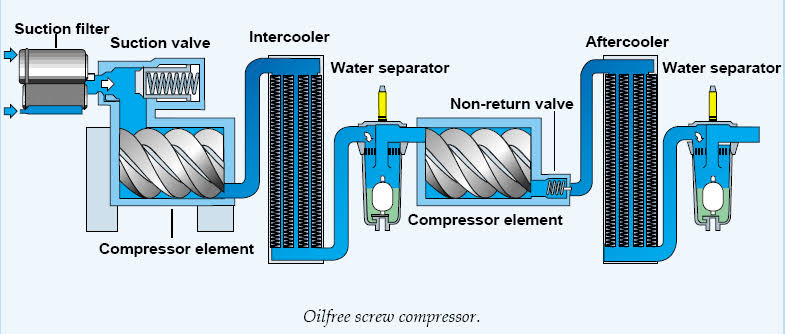 Suction filter
Suction valve
Intercooler
Water separator
Non-return valve
Aftercooler
Water separator
Compressor element
Compressor element
Oilfree screw compressor.